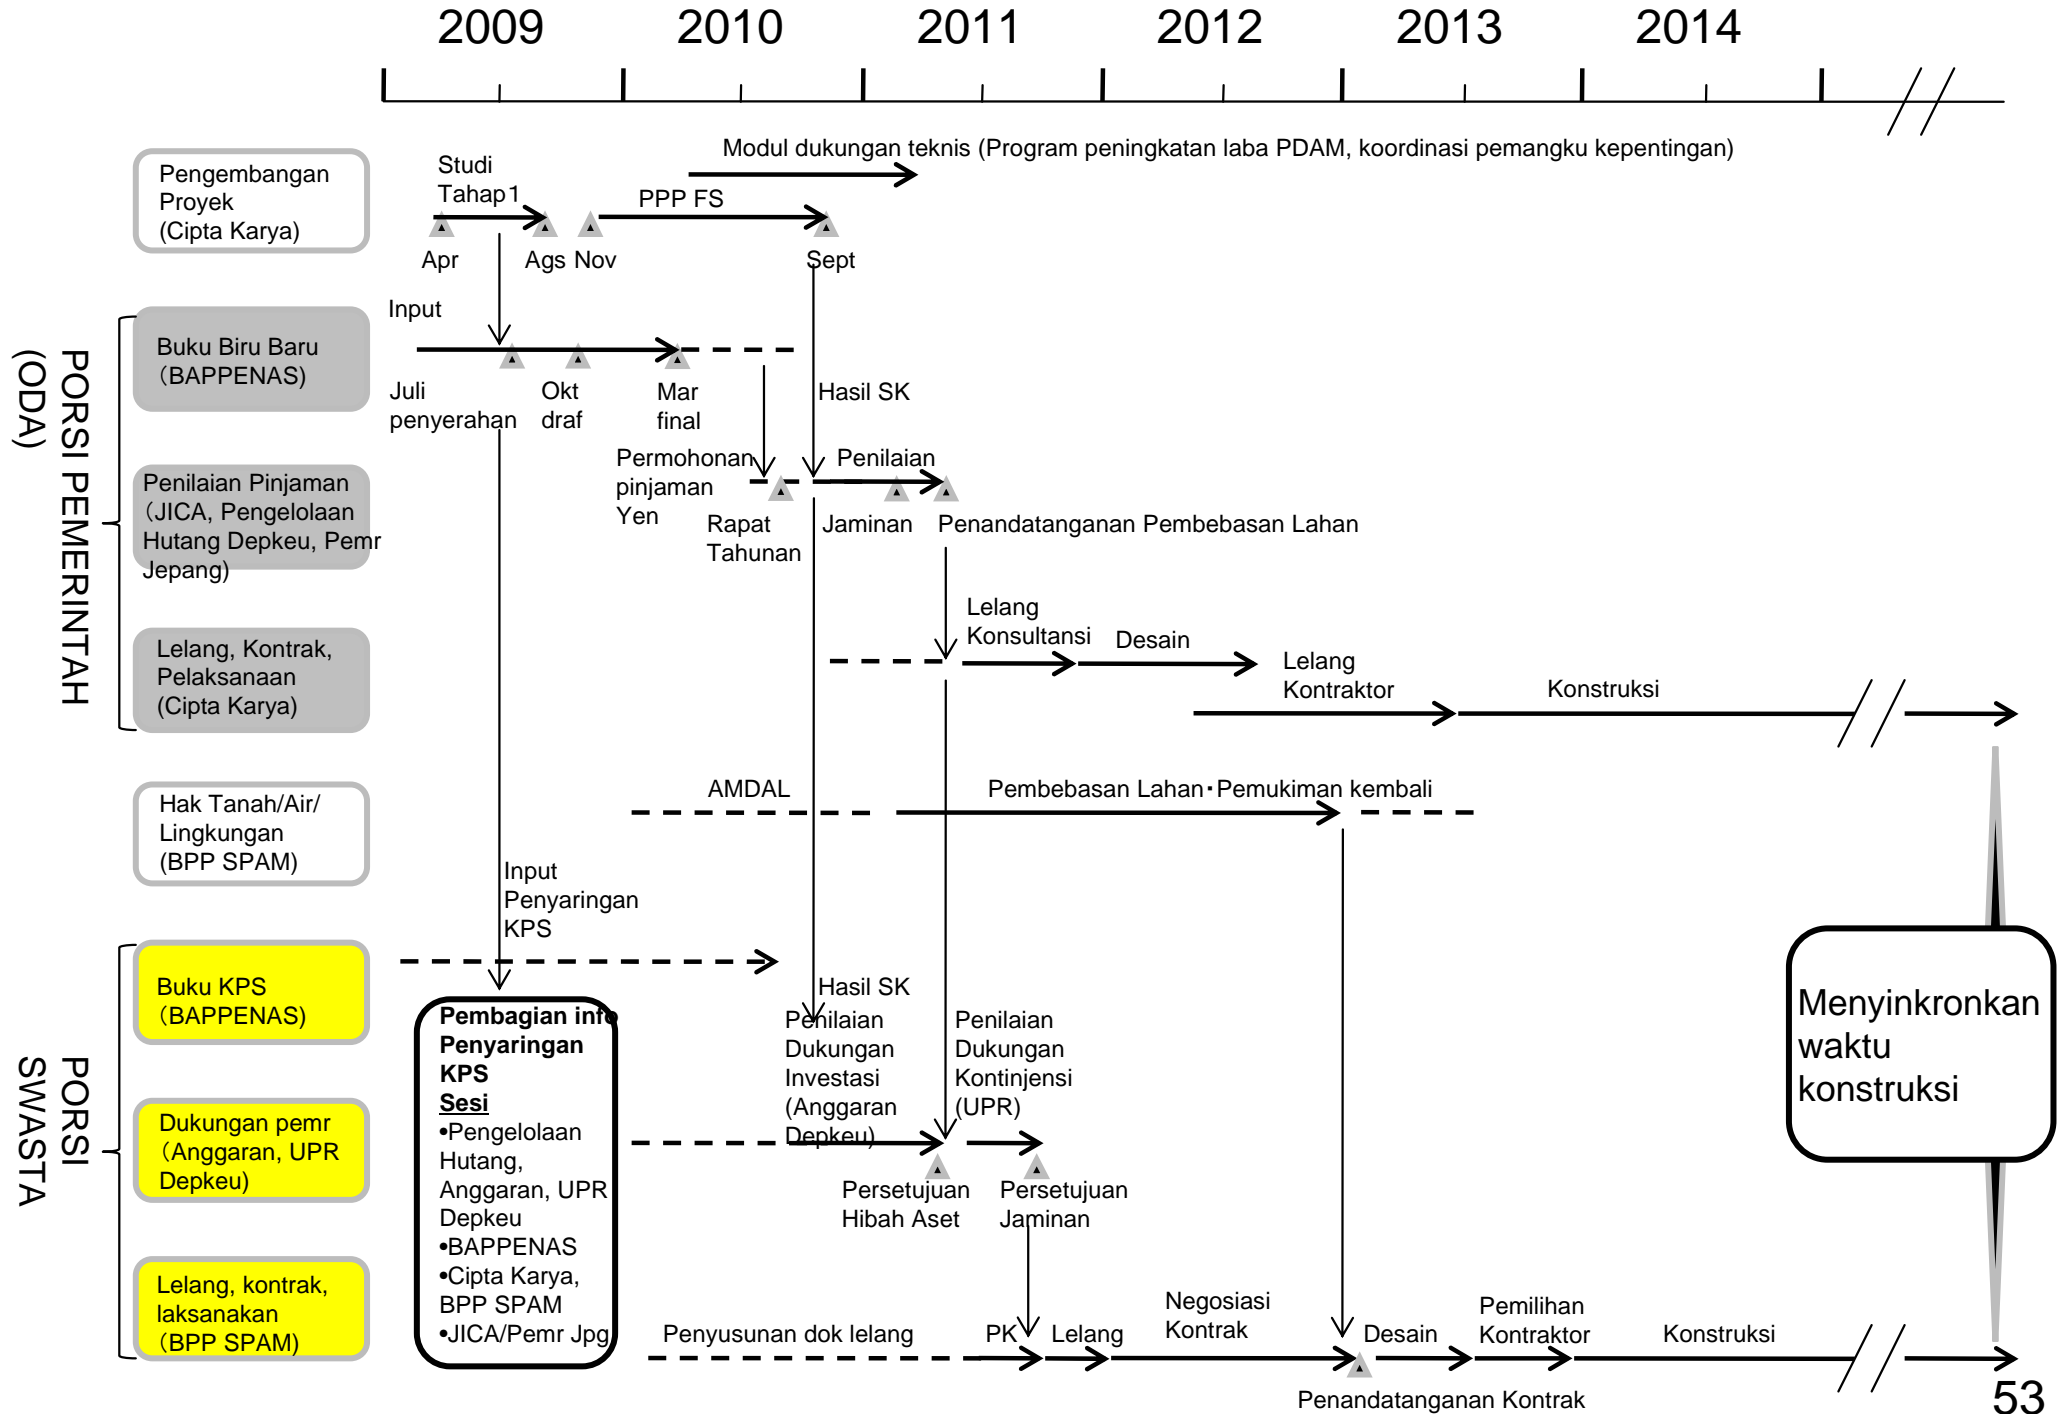 2009 2010 2011 2012 2013 2014
Modul dukungan teknis (Program peningkatan laba PDAM, koordinasi pemangku kepentingan)
Pengembangan
Proyek
(Cipta Karya)
Studi
Tahap1
PPP FS
Apr
Ags
Nov
Sept
PORSI PEMERINTAH
(ODA)
Input
Buku Biru Baru
(BAPPENAS)
Juli
penyerahan
Okt
draf
Mar
final
Hasil SK
Permohonan
pinjaman
Yen
Penilaian
Penilaian Pinjaman
(JICA, Pengelolaan
Hutang Depkeu, Pemr
Jepang)
Rapat
Tahunan
Jaminan
Penandatanganan Pembebasan Lahan
Lelang
Konsultansi
Desain
Lelang, Kontrak,
Pelaksanaan
(Cipta Karya)
Lelang
Kontraktor
Konstruksi
Hak Tanah/Air/
Lingkungan
(BPP SPAM)
AMDAL
Pembebasan Lahan・Pemukiman kembali
Input
Penyaringan
KPS
PORSI
SWASTA
Buku KPS
(BAPPENAS)
Hasil SK
Pembagian info
Penyaringan
KPS
Sesi
•Pengelolaan
Hutang,
Anggaran, UPR
Depkeu
•BAPPENAS
•Cipta Karya,
BPP SPAM
•JICA/Pemr Jpg
Penilaian
Dukungan
Investasi
(Anggaran
Depkeu)
Penilaian
Dukungan
Kontinjensi
(UPR)
Menyinkronkan
waktu
konstruksi
Dukungan pemr
(Anggaran, UPR
Depkeu)
Persetujuan
Hibah Aset
Persetujuan
Jaminan
Lelang, kontrak,
laksanakan
(BPP SPAM)
Penyusunan dok lelang
PK
Lelang
Negosiasi
Kontrak
Desain
Pemilihan
Kontraktor
Konstruksi
Penandatanganan Kontrak
53